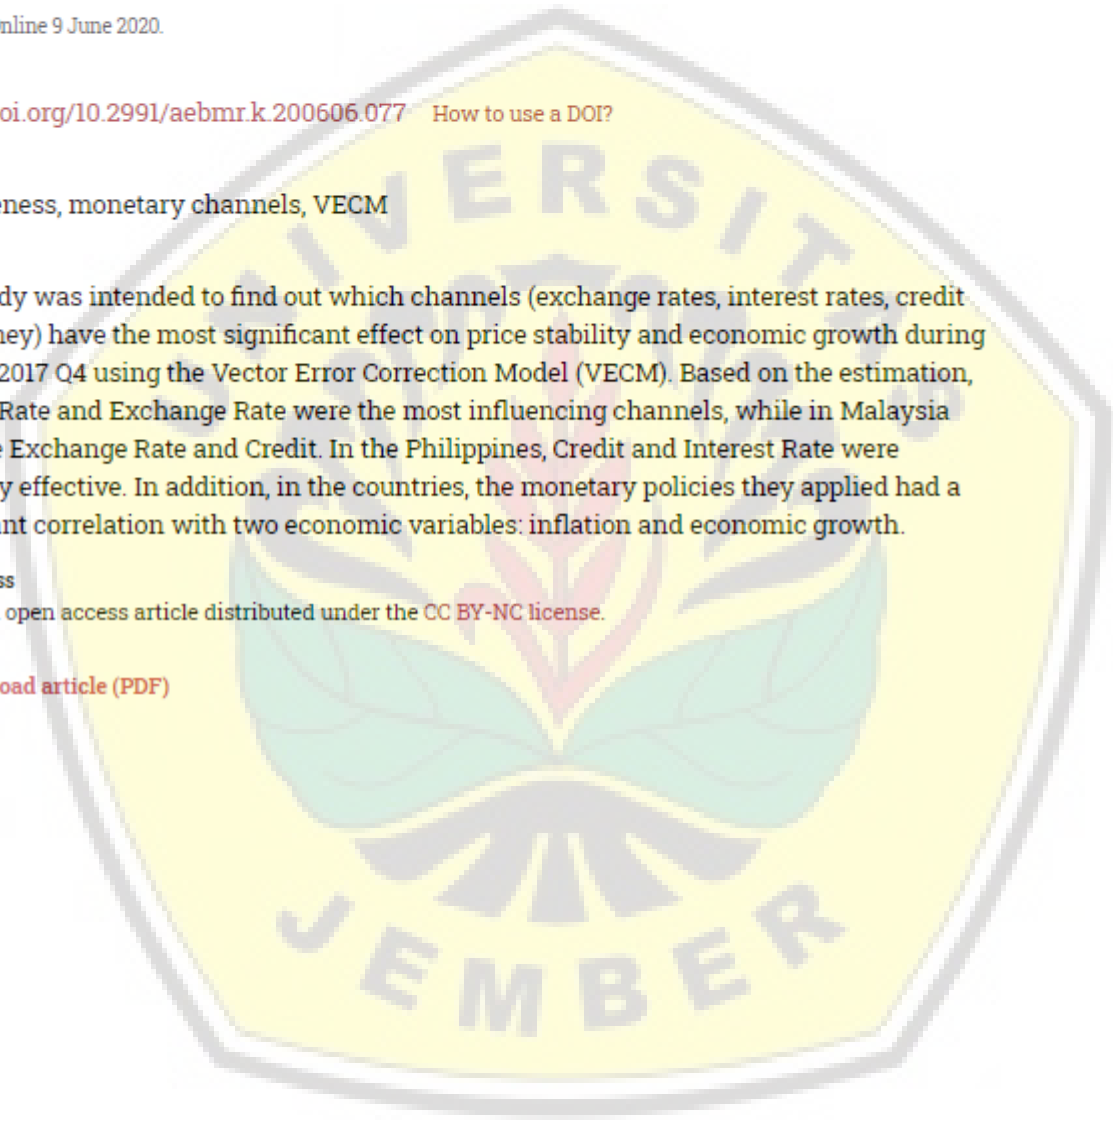 nline 9 June 2020.
oi.org/10.2991/aebmr.k.200606.077 How to use a DOI?
eness, monetary channels, VECM
dy was intended to find out which channels (exchange rates, interest rates, credit
ney) have the most significant effect on price stability and economic growth during
2017 Q4 using the Vector Error Correction Model (VECM). Based on the estimation,
Rate and Exchange Rate were the most influencing channels, while in Malaysia
e Exchange Rate and Credit. In the Philippines, Credit and Interest Rate were
y effective. In addition, in the countries, the monetary policies they applied had a
nt correlation with two economic variables: inflation and economic growth.
ss
open access article distributed under the CC BY-NC license.
oad article (PDF)
UNIVERSITAS
JEMBER